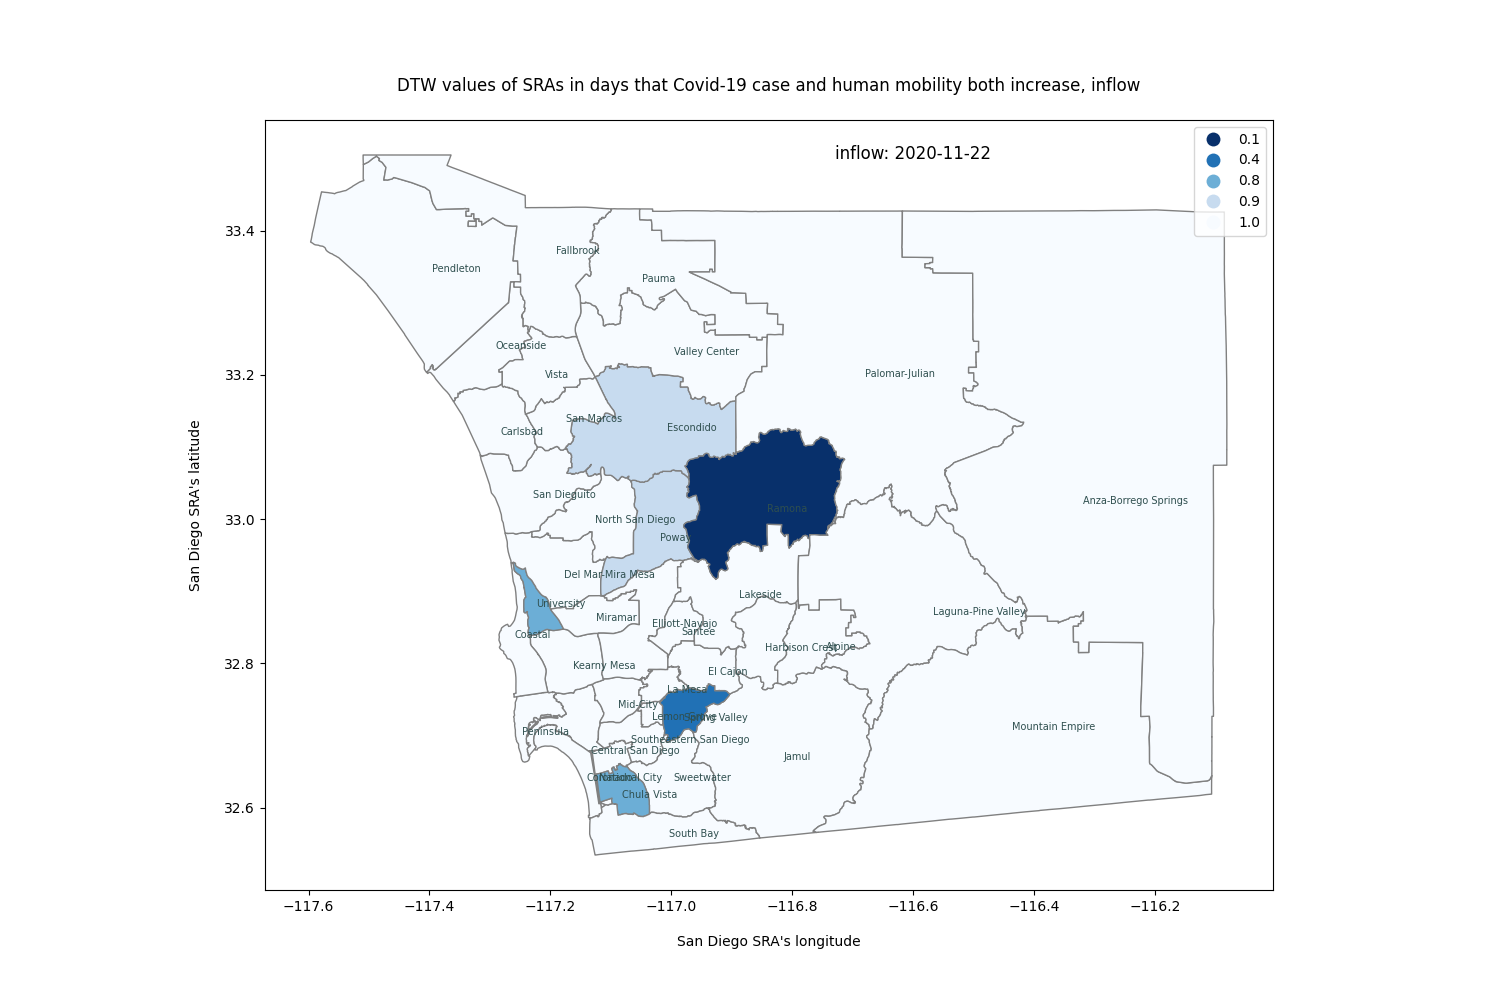 DTW values of SRAs in days that Covid-19 case and human mobility both increase, inflow
inflow: 2020-11-22
0.1
0.4
0.8
0.9
1.0
33.4
33.2
33.0
32.8
32.6
San Diego SRA's latitude
Fallbrook
Pendleton
Pauma
Oceanside
Valley Center
Vista
Palomar-Julian
San Marcos
Escondido
Carlsbad
San Dieguito
Anza-Borrego Springs
Ramona
North San Diego
Poway
Del Mar-Mira Mesa
Lakeside
University
Laguna-Pine Valley
Miramar
Elliott-Navajo
Santee
Coastal
Harbison Crest
Alpine
Kearny Mesa
El Cajon
La Mesa
Mid-City
Lemon Grove
Spring Valley
Mountain Empire
Peninsula
Southeastern San Diego
Central San Diego
Jamul
Coronado
National City
Sweetwater
Chula Vista
South Bay
−117.6
−117.4
−117.2
−117.0
−116.8
−116.6
−116.4
−116.2
San Diego SRA's longitude